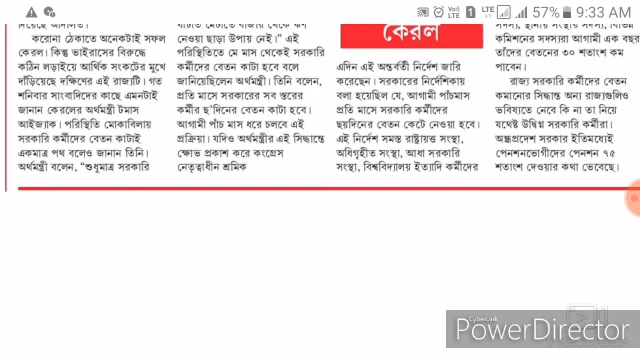 57% 9:33 AM
করোনা ঠেকাতে অনেকটাই সফল
কেরল। কিন্তু ভাইরাসের বিরুদ্ধে
কঠিন লড়াইয়ে আর্থিক সংকটের মুখে
দাঁড়িয়েছে দক্ষিণের এই রাজ্যটি। গত
শনিবার সাংবাদিদের কাছে এমনটাই
জানান কেরলের অর্থমন্ত্রী টমাস
আইজ্যাক। পরিস্থিতি মোকাবিলায়
সরকারি কর্মীদের বেতন কাটাই
একমাত্র পথ বলেও জানান তিনি।
অর্থমন্ত্রী বলেন, “শুধুমাত্র সরকারি
ঘাটতি মেটাতে বাজার থেকে ঋণ
নেওয়া ছাড়া উপায় নেই।” এই
পরিস্থিতিতে মে মাস থেকেই সরকারি
কর্মীদের বেতন কাটা হবে বলে
জানিয়েছিলেন অর্থমন্ত্রী। তিনি বলেন,
প্রতি মাসে সরকারের সব স্তরের
কর্মীর ছ’দিনের বেতন কাটা হবে।
আগামী পাঁচ মাস ধরে চলবে এই
প্রক্রিয়া। যদিও অর্থমন্ত্রীর এই সিদ্ধান্তে
ক্ষোভ প্রকাশ করে কংগ্রেস
নেতৃত্বাধীন শ্রমিক
কেরল
এদিন এই অন্তর্বর্তী নির্দেশ জারি
করেছেন। সরকারের নির্দেশিকায়
বলা হয়েছিল যে, আগামী পাঁচমাস
প্রতি মাসে সরকারি কর্মীদের
ছয়দিনের বেতন কেটে নেওয়া হবে।
এই নির্দেশ সমস্ত রাষ্ট্রায়ত্ত সংস্থা,
অধিগৃহীত সংস্থা, আধা সরকারি
সংস্থা, বিশ্ববিদ্যালয় ইত্যাদি কর্মীদের
কমিশনের সদস্যরা আগামী এক বছর
তাঁদের বেতনের ৩০ শতাংশ কম
পাবেন।
রাজ্য সরকারি কর্মীদের বেতন
কমানোর সিদ্ধান্ত অন্য রাজ্যগুলিও
ভবিষ্যতে নেবে কি না তা নিয়ে
যথেষ্ট উদ্বিগ্ন সরকারি কর্মীরা।
অন্ধ্রপ্রদেশ সরকার ইতিমধ্যেই
পেনশনভোগীদের পেনশন ৭৫
শতাংশ দেওয়ার কথা ভেবেছে।
CyberLink
PowerDirector